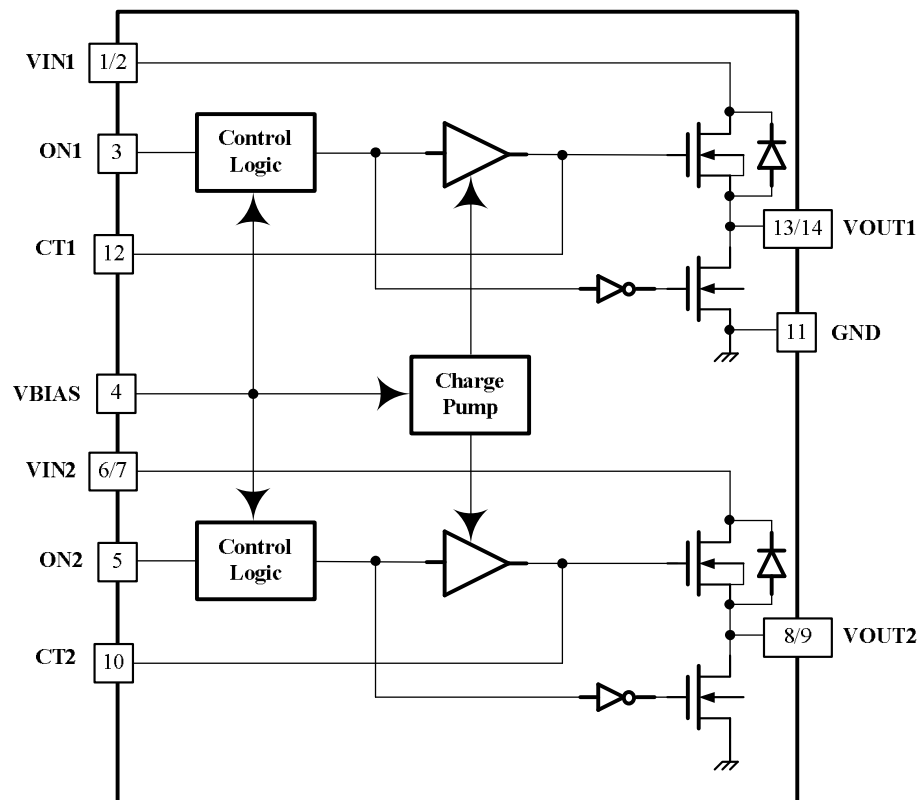 VIN1 1/2
ON1 3 Control
Logic
13/14 VOUT1
CT1 12
11 GND
VBIAS 4 Charge
Pump
VIN2 6/7
ON2 5 Control
Logic
8/9 VOUT2
CT2 10